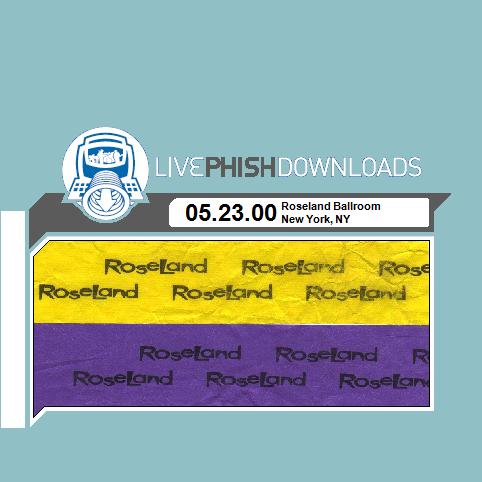 LIVEPHISHDOWNLOADS
05.23.00 Roseland Ballroom
New York, NY
RoseLand RoseLand Rose
RoseLand RoseLand RoseLand
RoseLand RoseLand R
RoseLand RoseLand RoseLan